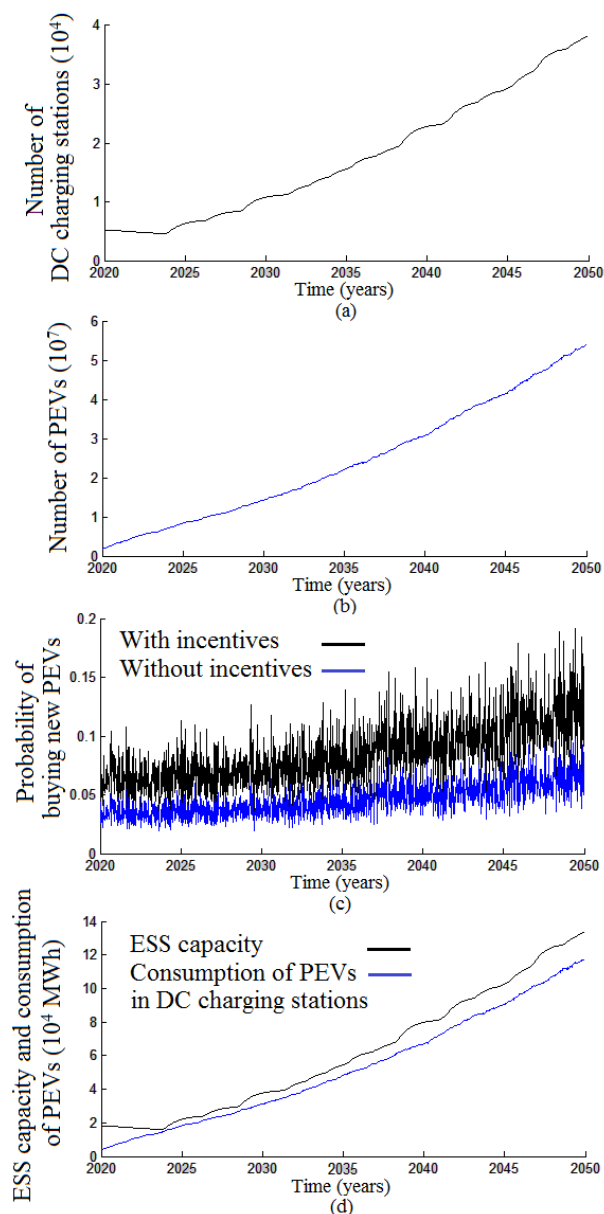 Number of
DC charging stations (10⁴)
4
3
2
1
0
2020 2025 2030 2035 2040 2045 2050
Time (years)
(a)
Number of PEVs (10⁷)
6
5
4
3
2
1
0
2020 2025 2030 2035 2040 2045 2050
Time (years)
(b)
Probability of
buying new PEVs
0.2
0.15
0.1
0.05
0
With incentives
Without incentives
2020 2025 2030 2035 2040 2045 2050
Time (years)
(c)
ESS capacity and consumption
of PEVs (10⁴ MWh)
14
12
10
8
6
4
2
0
ESS capacity
Consumption of PEVs
in DC charging stations
2020 2025 2030 2035 2040 2045 2050
Time (years)
(d)